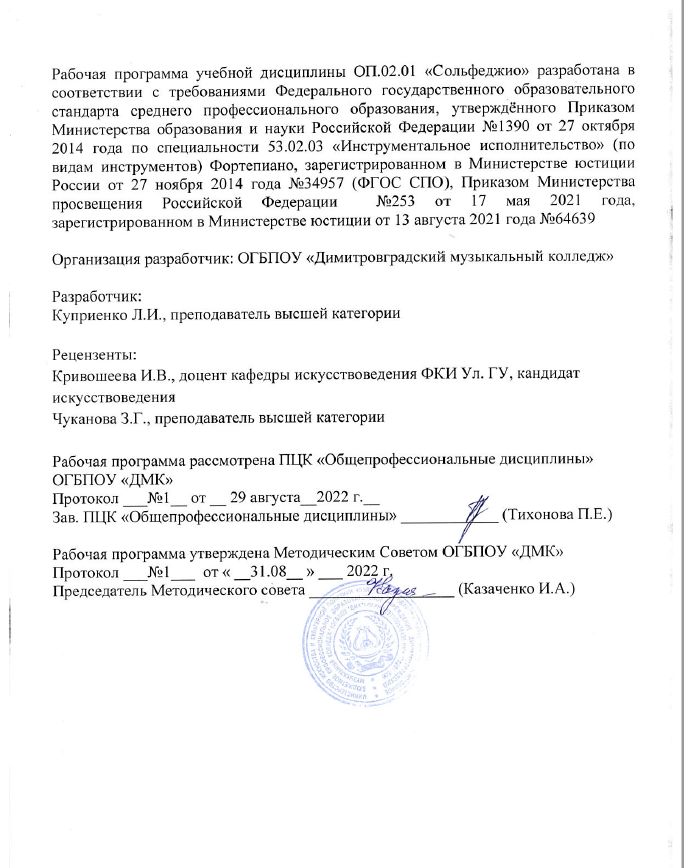 Рабочая программа учебной дисциплины ОП.02.01 «Сольфеджио» разработана в
соответствии с требованиями Федерального государственного образовательного
стандарта среднего профессионального образования, утверждённого Приказом
Министерства образования и науки Российской Федерации №1390 от 27 октября
2014 года по специальности 53.02.03 «Инструментальное исполнительство» (по
видам инструментов) Фортепиано, зарегистрированном в Министерстве юстиции
России от 27 ноября 2014 года №34957 (ФГОС СПО), Приказом Министерства
просвещения Российской Федерации №253 от 17 мая 2021 года,
зарегистрированном в Министерстве юстиции от 13 августа 2021 года №64639
Организация разработчик: ОГБПОУ «Димитровградский музыкальный колледж»
Разработчик:
Куприенко Л.И., преподаватель высшей категории
Рецензенты:
Кривошеева И.В., доцент кафедры искусствоведения ФКИ Ул. ГУ, кандидат
искусствоведения
Чуканова З.Г., преподаватель высшей категории
Рабочая программа рассмотрена ПЦК «Общепрофессиональные дисциплины»
ОГБПОУ «ДМК»
Протокол ___№1__ от __ 29 августа__2022 г.__
Зав. ПЦК «Общепрофессиональные дисциплины» ____________ (Тихонова П.Е.)
Рабочая программа утверждена Методическим Советом ОГБПОУ «ДМК»
Протокол ___№1___ от « __31.08__ » ___ 2022 г.
Председатель Методического совета __________________ (Казаченко И.А.)